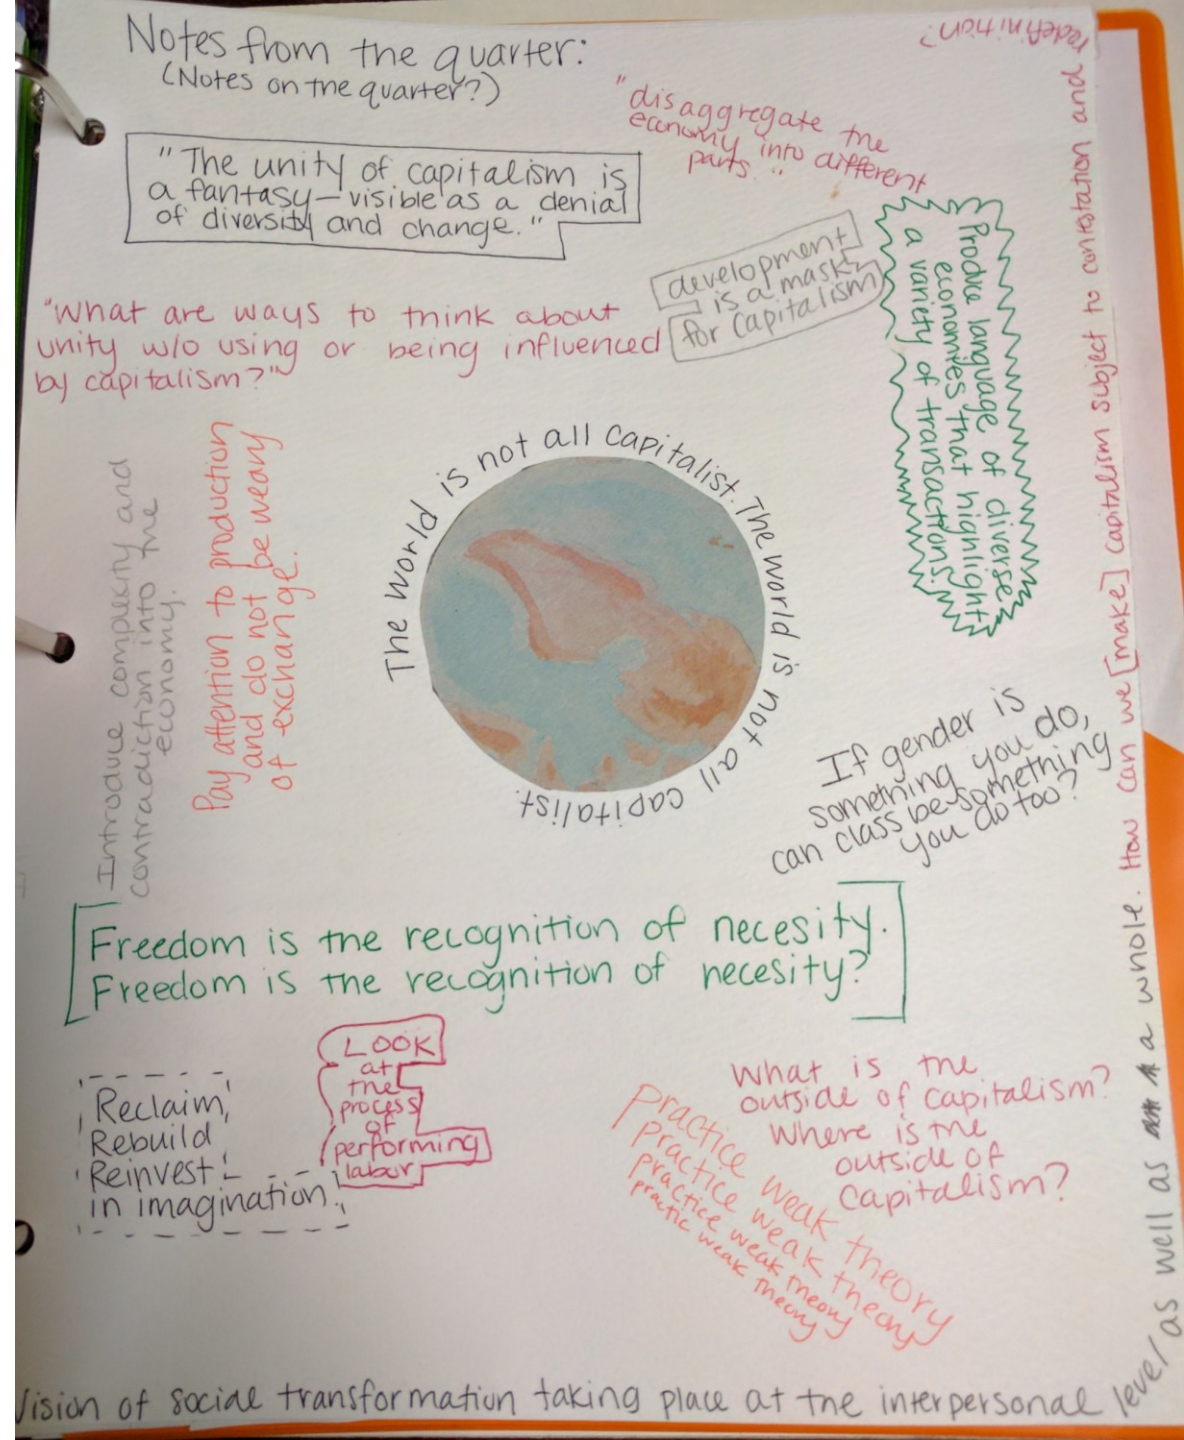 Notes from the quarter:
(Notes on the quarter?)
"disaggregate the
economy into different
parts."
"The unity of capitalism is
a fantasy—visible as a denial
of diversity and change."
development
is a mask
for capitalism
Produce language of diverse
economies that highlight
a variety of transactions.
"What are ways to think about
unity w/o using or being influenced
by capitalism?"
Introduce complexity and
contradiction into the
economy.
Pay attention to production
and do not be weary
of exchange.
The world is not all capitalist. The world is not all capitalist.
If gender is
something you do,
can class be something
you do too?
Freedom is the recognition of necesity.
Freedom is the recognition of necesity?
LOOK
at
the
process
of
performing
labor
Reclaim,
Rebuild
Reinvest
in imagination.
What is the
outside of capitalism?
Where is the
outside of
capitalism?
practice weak theory
practice weak theory
practice weak theory
practic weak theory
Vision of social transformation taking place at the interpersonal
level as well as a whole. How can we [make] capitalism subject to contestation and
redefinition?